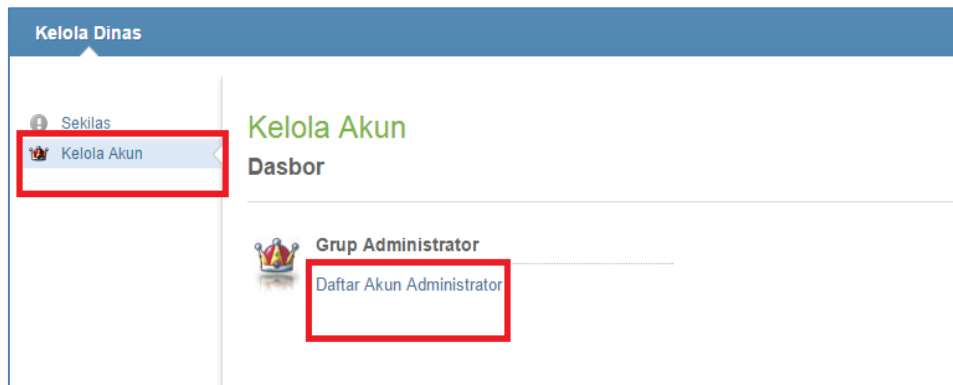 Kelola Dinas
Sekilas
Kelola Akun
Kelola Akun
Dasbor
Grup Administrator
Daftar Akun Administrator